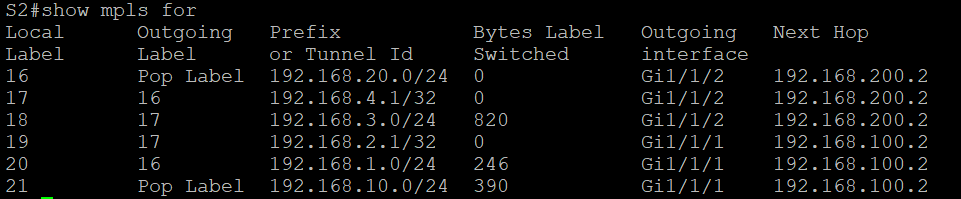 S2#show mpls for
Local Outgoing Prefix Bytes Label Outgoing Next Hop
Label Label or Tunnel Id Switched interface
16 Pop Label 192.168.20.0/24 0 Gi1/1/2 192.168.200.2
17 16 192.168.4.1/32 0 Gi1/1/2 192.168.200.2
18 17 192.168.3.0/24 820 Gi1/1/2 192.168.200.2
19 17 192.168.2.1/32 0 Gi1/1/1 192.168.100.2
20 16 192.168.1.0/24 246 Gi1/1/1 192.168.100.2
21 Pop Label 192.168.10.0/24 390 Gi1/1/1 192.168.100.2